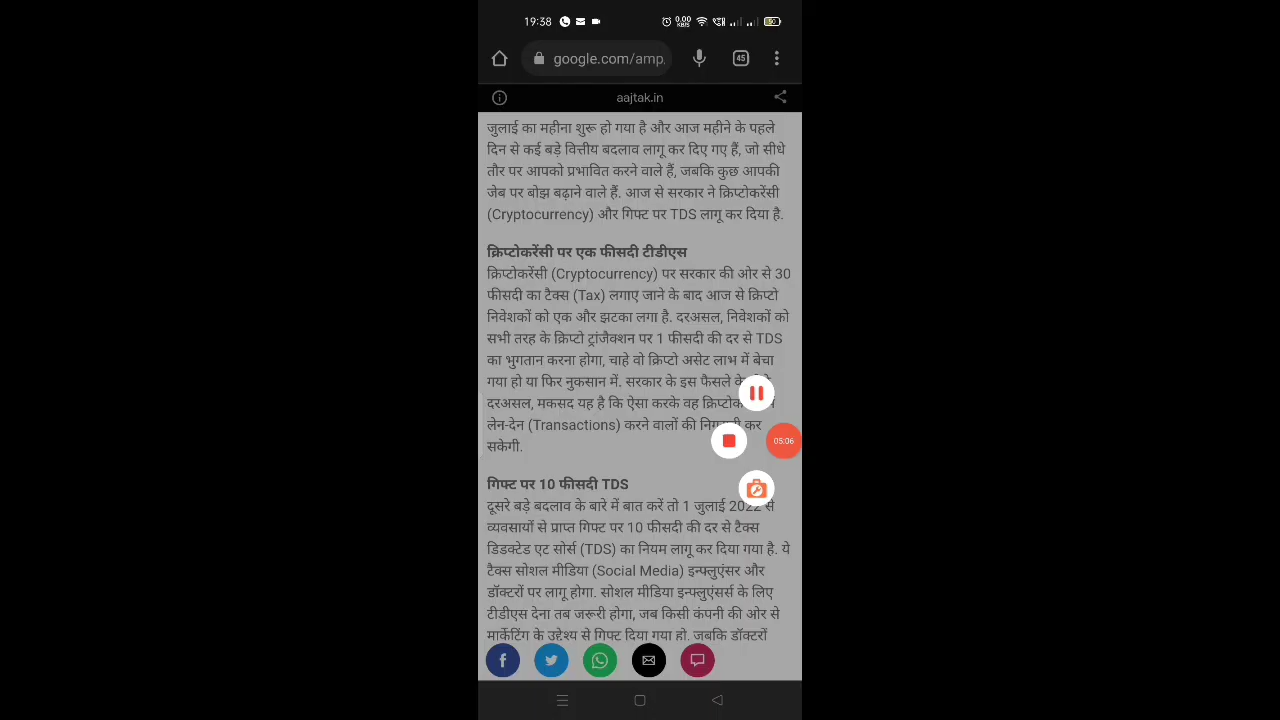 19:38
0.00
KB/S
50
google.com/amp.
45
aajtak.in
जुलाई का महीना शुरू हो गया है और आज महीने के पहले
दिन से कई बड़े वित्तीय बदलाव लागू कर दिए गए हैं, जो सीधे
तौर पर आपको प्रभावित करने वाले हैं, जबकि कुछ आपकी
जेब पर बोझ बढ़ाने वाले हैं. आज से सरकार ने क्रिप्टोकरेंसी
(Cryptocurrency) और गिफ्ट पर TDS लागू कर दिया है.
क्रिप्टोकरेंसी पर एक फीसदी टीडीएस
क्रिप्टोकरेंसी (Cryptocurrency) पर सरकार की ओर से 30
फीसदी का टैक्स (Tax) लगाए जाने के बाद आज से क्रिप्टो
निवेशकों को एक और झटका लगा है. दरअसल, निवेशकों को
सभी तरह के क्रिप्टो ट्रांजैक्शन पर 1 फीसदी की दर से TDS
का भुगतान करना होगा, चाहे वो क्रिप्टो असेट लाभ में बेचा
गया हो या फिर नुकसान में. सरकार के इस फैसले के
दरअसल, मकसद यह है कि ऐसा करके वह
लेन-देन (Transactions) करने वालों की कर
सकेगी.
05:06
गिफ्ट पर 10 फीसदी TDS
दूसरे बड़े बदलाव के बारे में बात करें तो 1 जुलाई 2022 से
व्यवसायों से प्राप्त गिफ्ट पर 10 फीसदी की दर से टैक्स
डिडक्टेड एट सोर्स (TDS) का नियम लागू कर दिया गया है. ये
टैक्स सोशल मीडिया (Social Media) इन्फ्लुएंसर और
डॉक्टरों पर लागू होगा. सोशल मीडिया इन्फ्लुएंसर्स के लिए
टीडीएस देना तब जरूरी होगा, जब किसी कंपनी की ओर से
मार्केटिंग के उद्देश्य से गिफ्ट दिया गया हो. जबकि डॉक्टरों